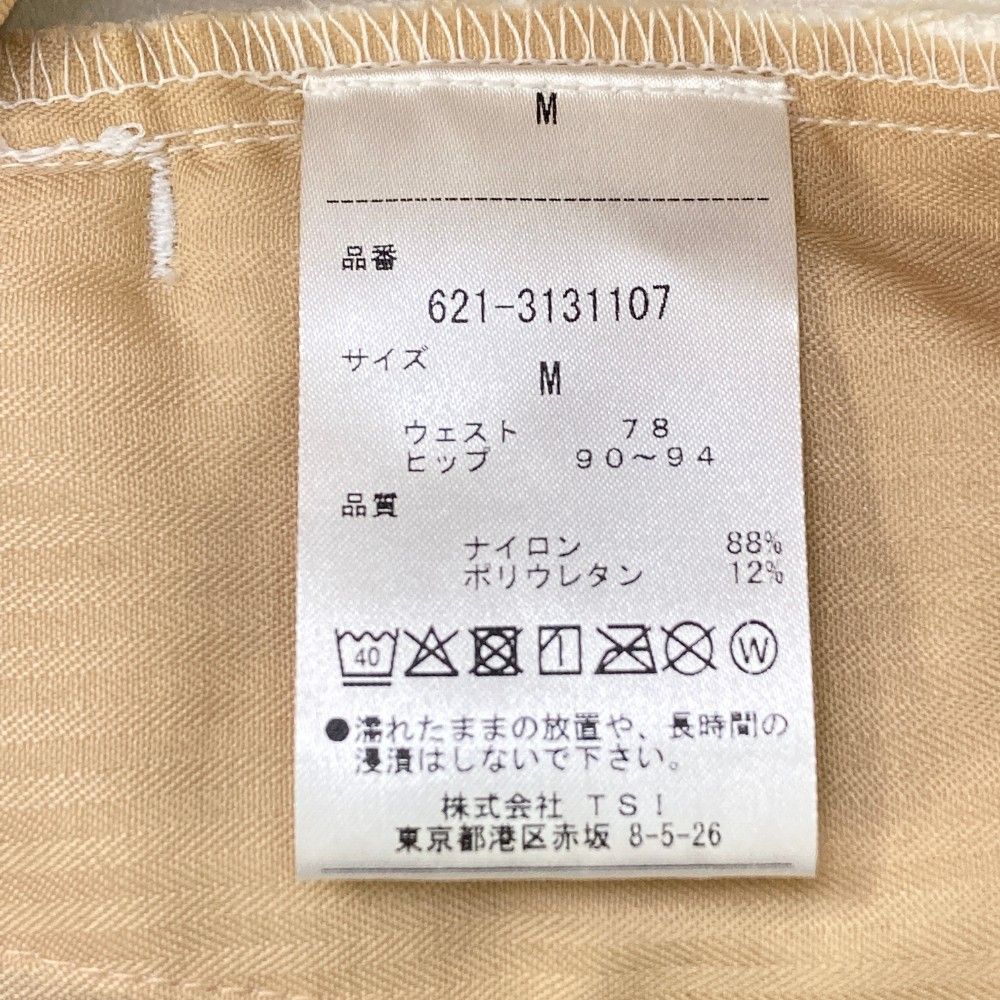 M
品番
621-3131107
サイズ
M
ウェスト 78
ヒップ 90〜94
品質
ナイロン 88%
ポリウレタン 12%
40 W
●濡れたままの放置や、長時間の
浸漬はしないで下さい。
株式会社 TSI
東京都港区赤坂 8-5-26